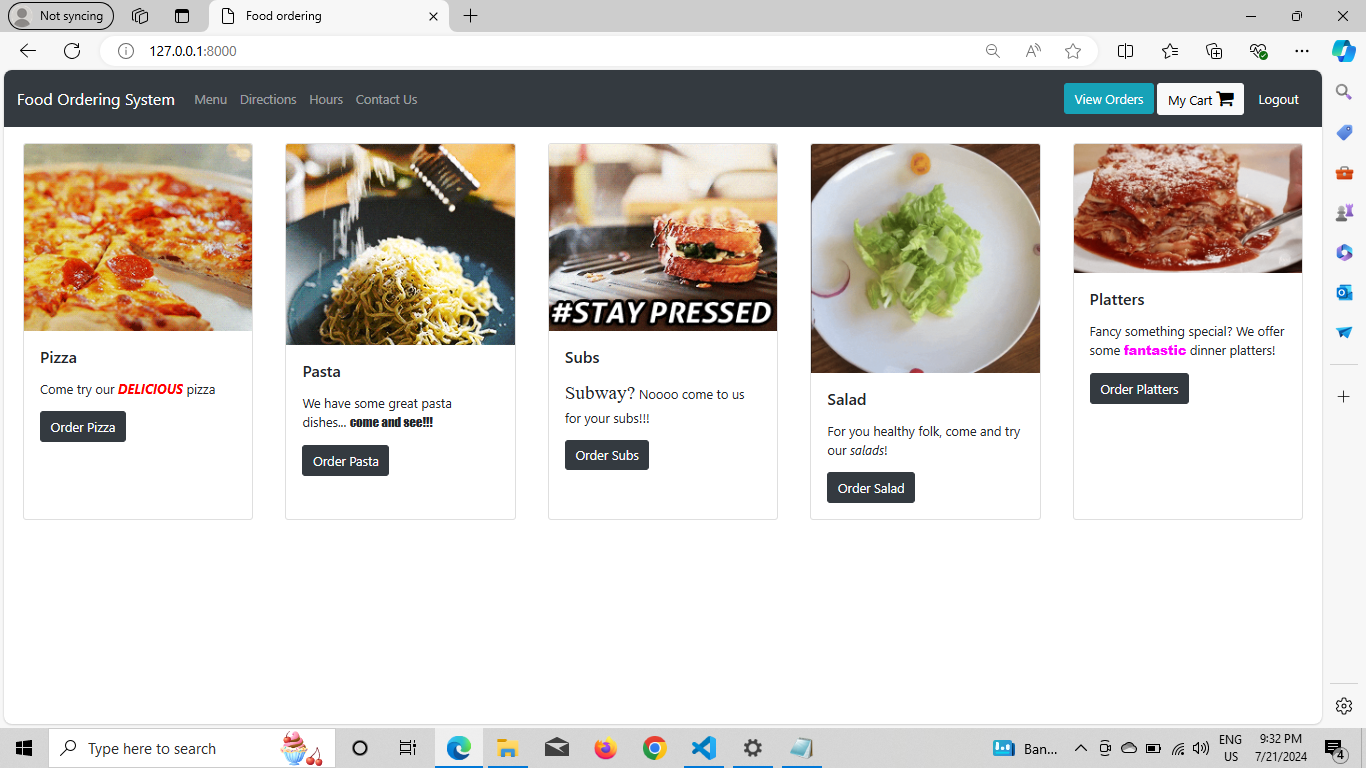 Not syncing
Food ordering
127.0.0.1:8000
Food Ordering System
Menu
Directions
Hours
Contact Us
View Orders
My Cart
Logout
Pizza
Come try our DELICIOUS pizza
Order Pizza
Pasta
We have some great pasta
dishes... come and see!!!
Order Pasta
#STAY PRESSED
Subs
Subway? Noooo come to us
for your subs!!!
Order Subs
Salad
For you healthy folk, come and try
our salads!
Order Salad
Platters
Fancy something special? We offer
some fantastic dinner platters!
Order Platters
Type here to search
Ban...
ENG
US
9:32 PM
7/21/2024
4